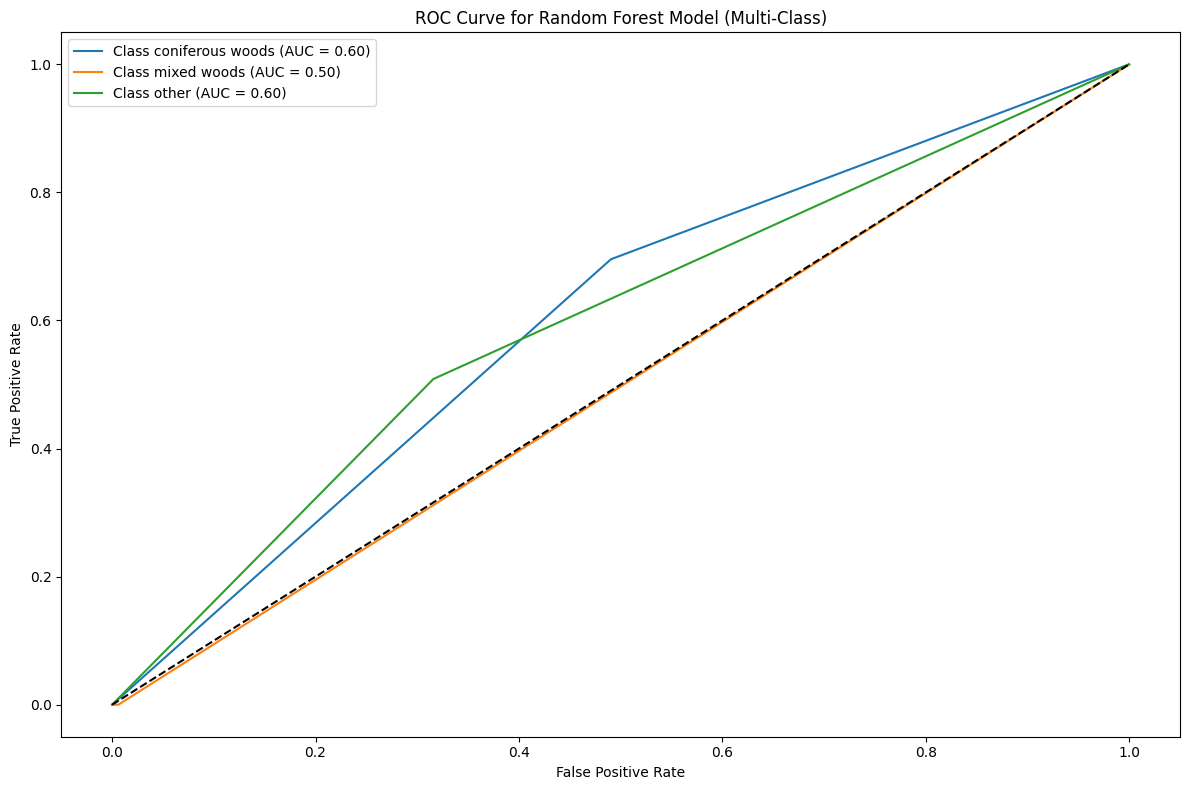 ROC Curve for Random Forest Model (Multi-Class)
Class coniferous woods (AUC = 0.60)
Class mixed woods (AUC = 0.50)
Class other (AUC = 0.60)
True Positive Rate
1.0
0.8
0.6
0.4
0.2
0.0
0.0 0.2 0.4 0.6 0.8 1.0
False Positive Rate